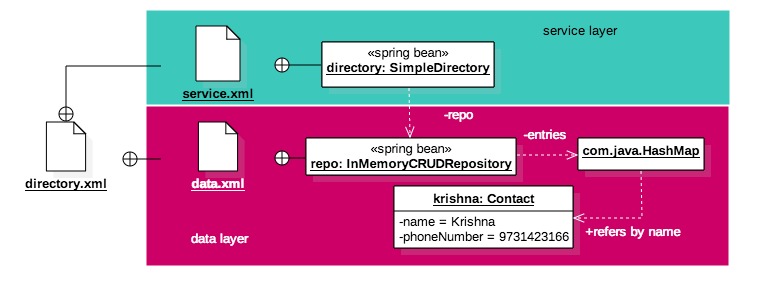 service layer
«spring bean»
directory: SimpleDirectory
service.xml
-repo
directory.xml
data.xml
«spring bean»
repo: InMemoryCRUDRepository
-entries
com.java.HashMap
krishna: Contact
-name = Krishna
-phoneNumber = 9731423166
+refers by name
data layer